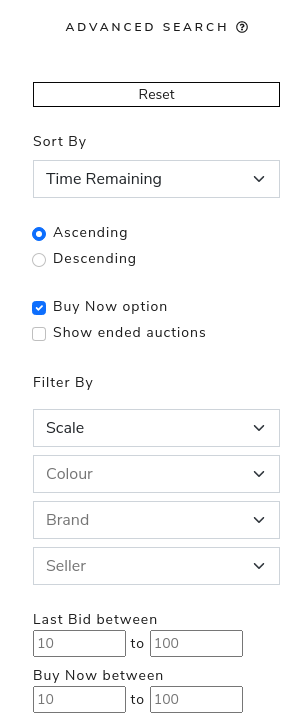 ADVANCED SEARCH
Reset
Sort By
Time Remaining
Ascending
Descending
Buy Now option
Show ended auctions
Filter By
Scale
Colour
Brand
Seller
Last Bid between
10 to 100
Buy Now between
10 to 100